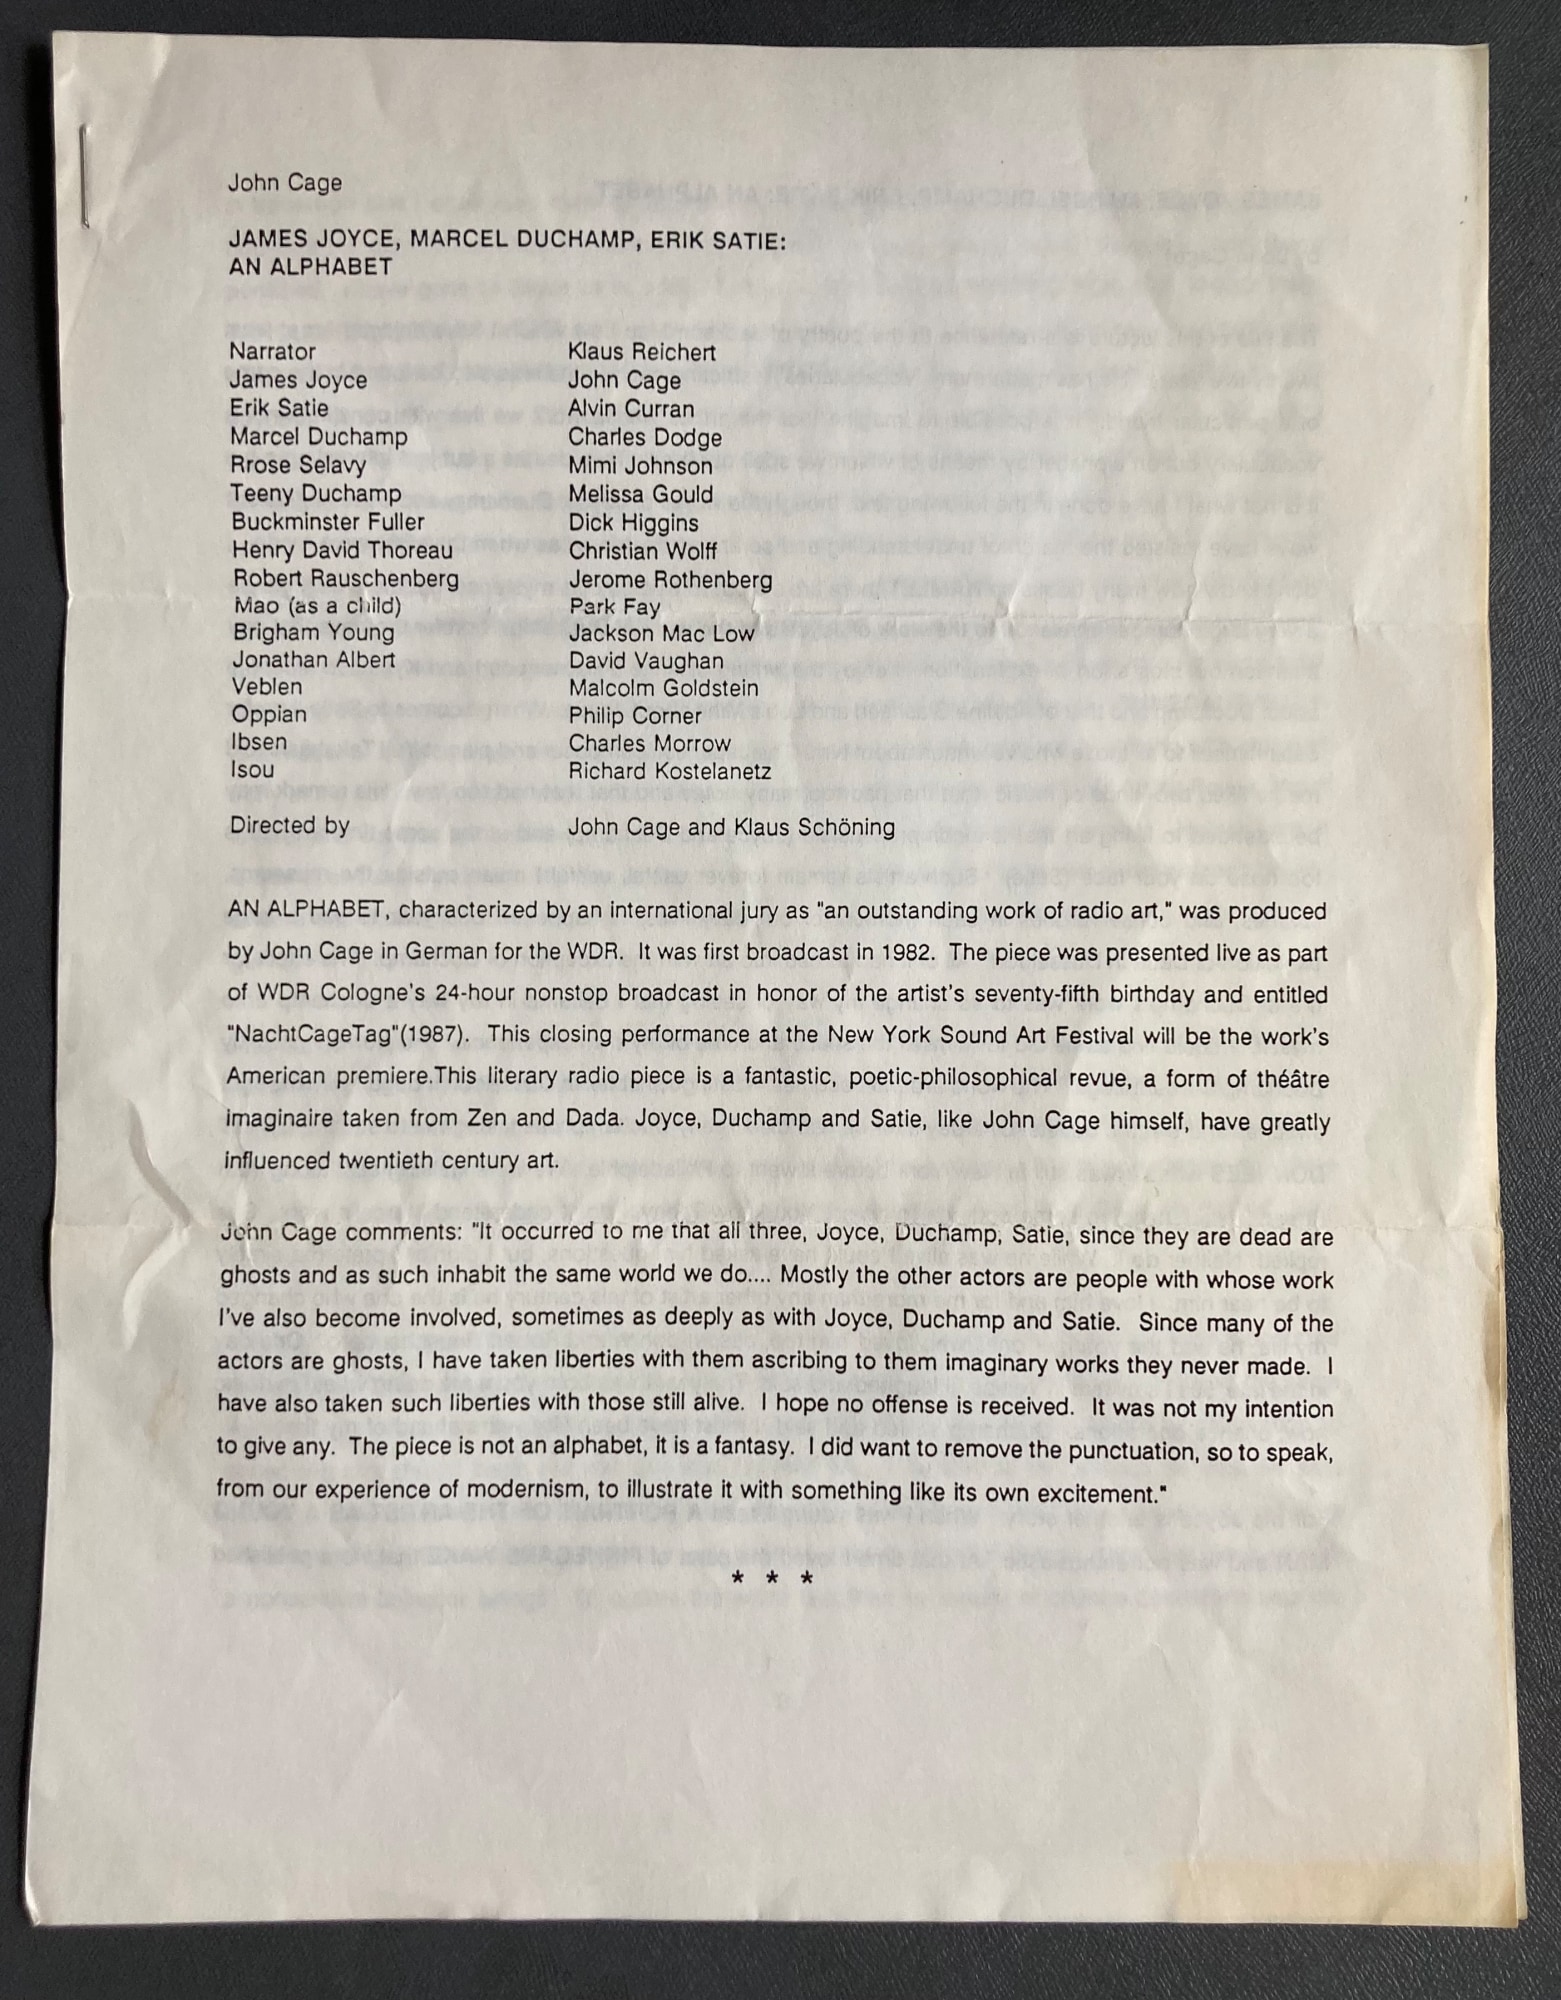 John Cage
JAMES JOYCE, MARCEL DUCHAMP, ERIK SATIE:
AN ALPHABET
Narrator Klaus Reichert
James Joyce John Cage
Erik Satie Alvin Curran
Marcel Duchamp Charles Dodge
Rrose Selavy Mimi Johnson
Teeny Duchamp Melissa Gould
Buckminster Fuller Dick Higgins
Henry David Thoreau Christian Wolff
Robert Rauschenberg Jerome Rothenberg
Mao (as a child) Park Fay
Brigham Young Jackson Mac Low
Jonathan Albert David Vaughan
Veblen Malcolm Goldstein
Oppian Philip Corner
Ibsen Charles Morrow
Isou Richard Kostelanetz
Directed by John Cage and Klaus Schöning
AN ALPHABET, characterized by an international jury as "an outstanding work of radio art," was produced
by John Cage in German for the WDR. It was first broadcast in 1982. The piece was presented live as part
of WDR Cologne's 24-hour nonstop broadcast in honor of the artist's seventy-fifth birthday and entitled
"NachtCageTag"(1987). This closing performance at the New York Sound Art Festival will be the work's
American premiere.This literary radio piece is a fantastic, poetic-philosophical revue, a form of théâtre
imaginaire taken from Zen and Dada. Joyce, Duchamp and Satie, like John Cage himself, have greatly
influenced twentieth century art.
John Cage comments: "It occurred to me that all three, Joyce, Duchamp, Satie, since they are dead are
ghosts and as such inhabit the same world we do.... Mostly the other actors are people with whose work
I've also become involved, sometimes as deeply as with Joyce, Duchamp and Satie. Since many of the
actors are ghosts, I have taken liberties with them ascribing to them imaginary works they never made. I
have also taken such liberties with those still alive. I hope no offense is received. It was not my intention
to give any. The piece is not an alphabet, it is a fantasy. I did want to remove the punctuation, so to speak,
from our experience of modernism, to illustrate it with something like its own excitement."
* * *